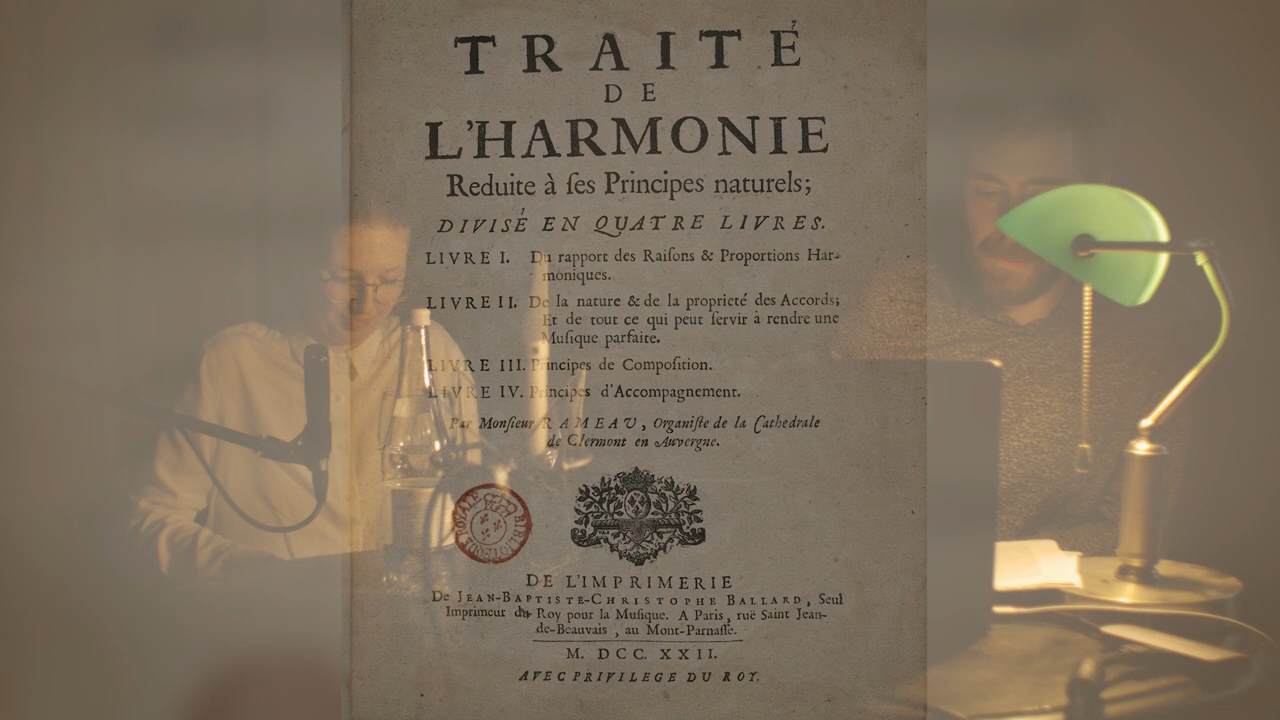 TRAITÉ
DE
L'HARMONIE
Reduite à ſes Principes naturels;
DIVISÉ EN QUATRE LIVRES.
LIVRE I. Du rapport des Raiſons & Proportions Har-
moniques.
LIVRE II. De la nature & de la proprieté des Accords;
Et de tout ce qui peut ſervir à rendre une
Muſique parfaite.
LIVRE III. Principes de Compoſition.
LIVRE IV. Principes d'Accompagnement.
Par Monſieur RAMEAU, Organiſte de la Cathedrale
de Clermont en Auvergne.
BIBLIOTHEQUE ROYALE
DE L'IMPRIMERIE
De JEAN-BAPTISTE-CHRISTOPHE BALLARD, Seul
Imprimeur du Roy pour la Muſique. A Paris, ruë Saint Jean-
de-Beauvais, au Mont-Parnaſſe.
M. DCC. XXII.
AVEC PRIVILEGE DU ROY.